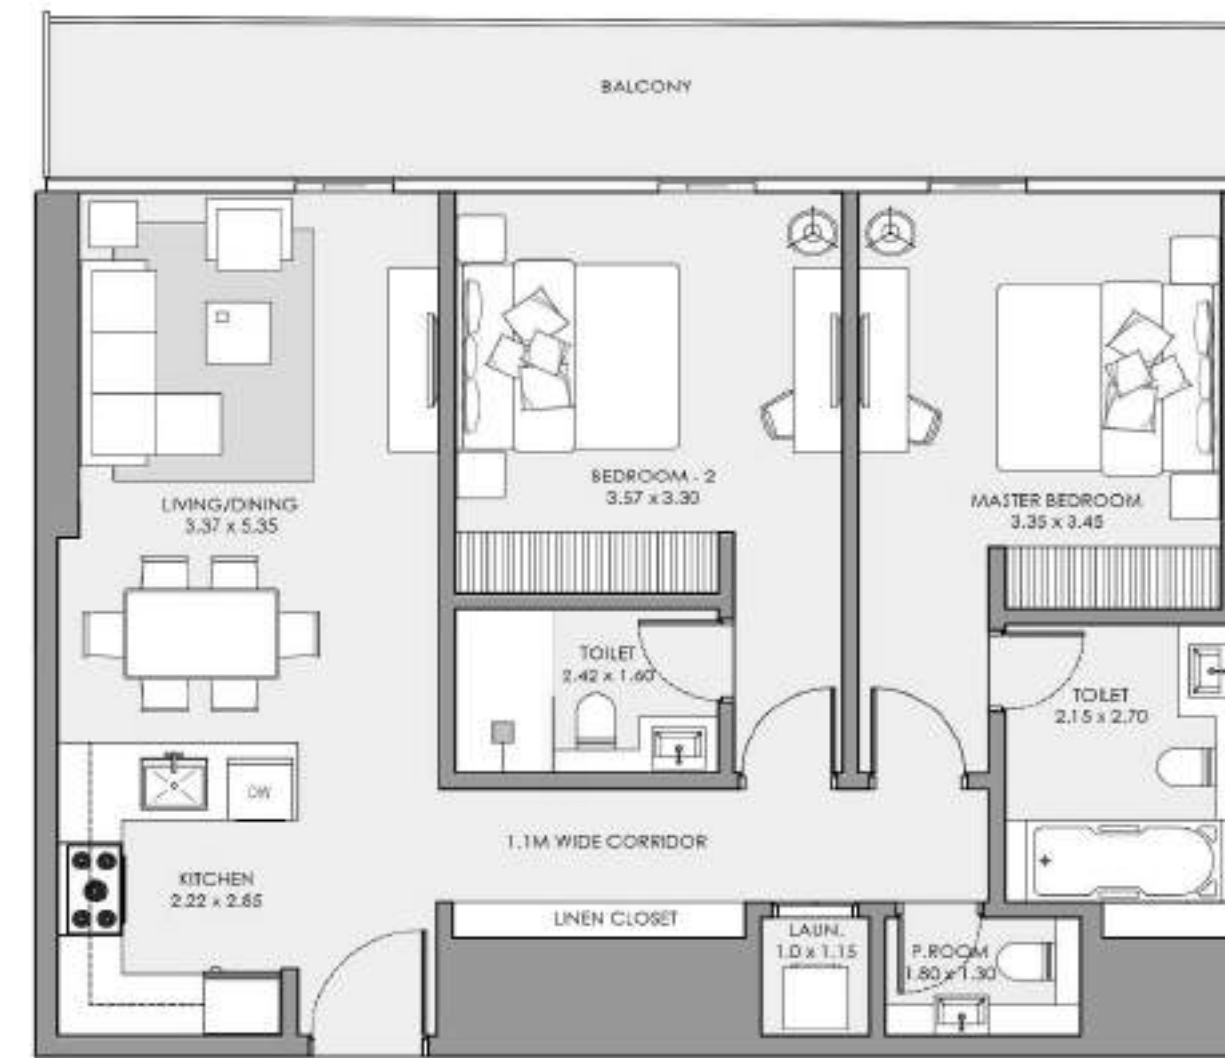 BALCONY
BEDROOM - 2
3.57 x 3.30
LIVING/DINING
3.37 x 5.35
MASTER BEDROOM
3.35 x 3.45
TOILET
2.42 x 1.60
TOILET
2.15 x 2.70
DW
1.1M WIDE CORRIDOR
KITCHEN
2.22 x 2.85
LINEN CLOSET
LAUN.
1.0 x 1.15
P.ROOM
1.80 x 1.30